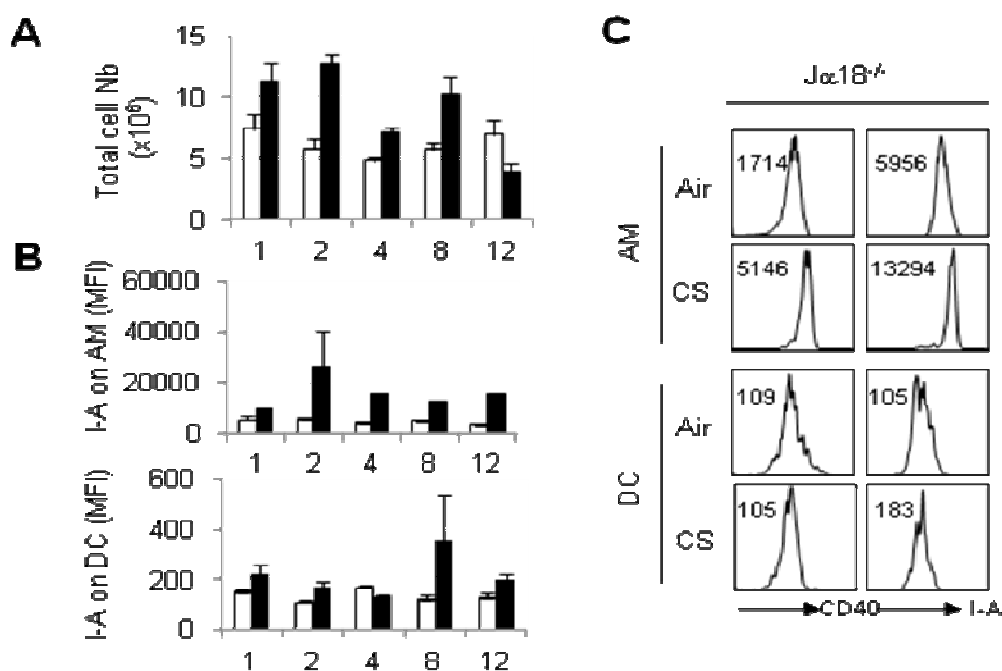 A
Total cell Nb
(x10⁶)
15
10
5
0
1 2 4 8 12
B
I-A on AM (MFI)
60000
40000
20000
0
1 2 4 8 12
I-A on DC (MFI)
600
400
200
0
1 2 4 8 12
C
Jα18-/-
AM
Air
1714
5956
CS
5146
13294
DC
Air
109
105
CS
105
183
CD40
I-A